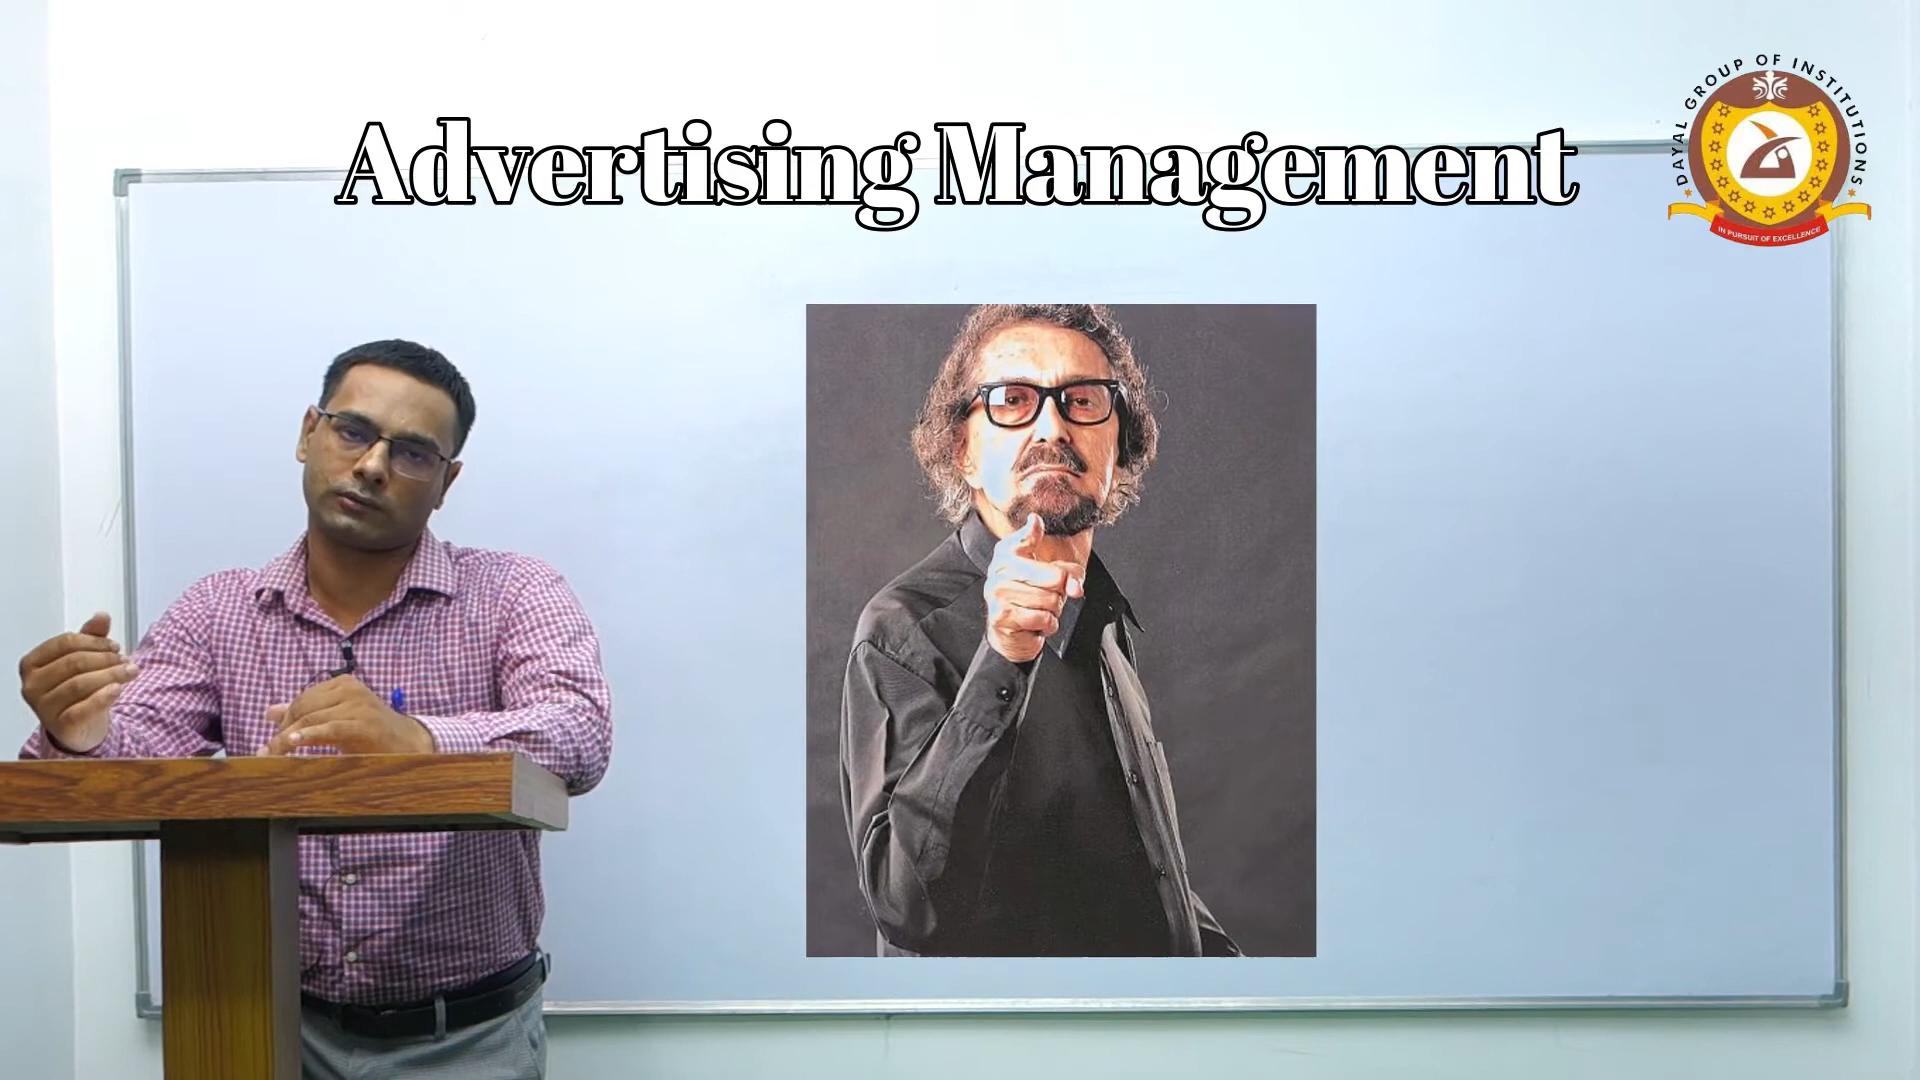 Advertising Management
DAYAL GROUP OF INSTITUTIONS
IN PURSUIT OF EXCELLENCE